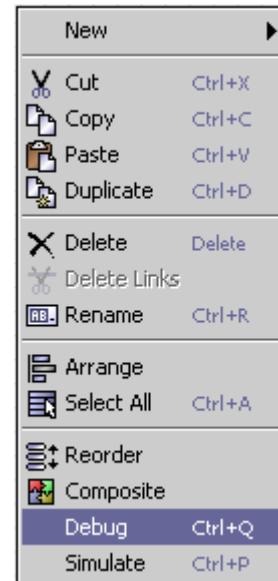 New
Cut Ctrl+X
Copy Ctrl+C
Paste Ctrl+V
Duplicate Ctrl+D
Delete Delete
Delete Links
AB. Rename Ctrl+R
Arrange
Select All Ctrl+A
Reorder
Composite
Debug Ctrl+Q
Simulate Ctrl+P